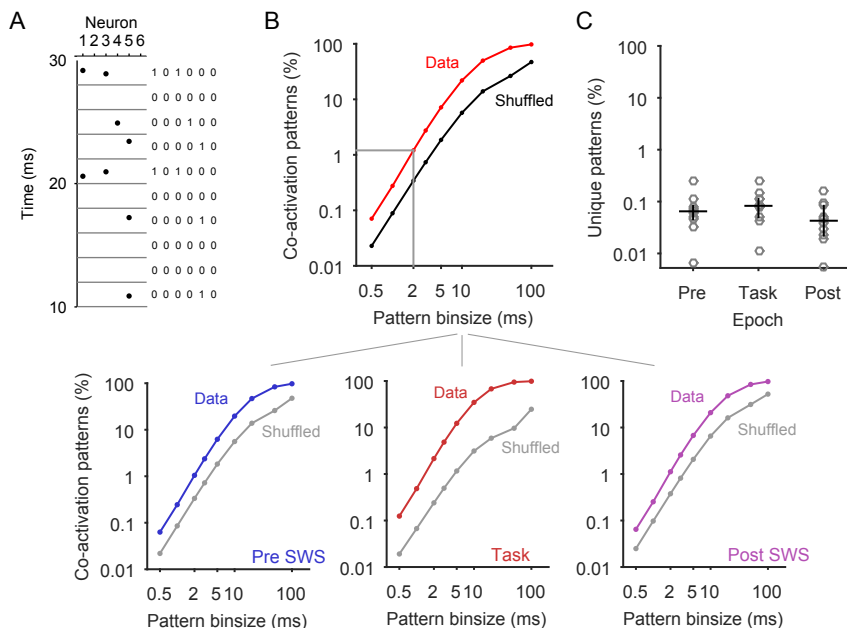 A
Neuron
1 2 3 4 5 6
30
20
10
Time (ms)
1 0 1 0 0 0
0 0 0 0 0 0
0 0 0 1 0 0
0 0 0 0 1 0
1 0 1 0 0 0
0 0 0 0 0 0
0 0 0 0 1 0
0 0 0 0 0 0
0 0 0 0 0 0
0 0 0 0 1 0
B
100
10
1
0.1
0.01
Co-activation patterns (%)
Data
Shuffled
0.5 2 5 10 100
Pattern binsize (ms)
C
100
10
1
0.1
0.01
Unique patterns (%)
Pre Task Post
Epoch
100
10
1
0.1
0.01
Co-activation patterns (%)
Data
Shuffled
Pre SWS
0.5 2 5 10 100
Pattern binsize (ms)
100
10
1
0.1
0.01
Data
Shuffled
Task
0.5 2 5 10 100
Pattern binsize (ms)
100
10
1
0.1
0.01
Data
Shuffled
Post SWS
0.5 2 5 10 100
Pattern binsize (ms)